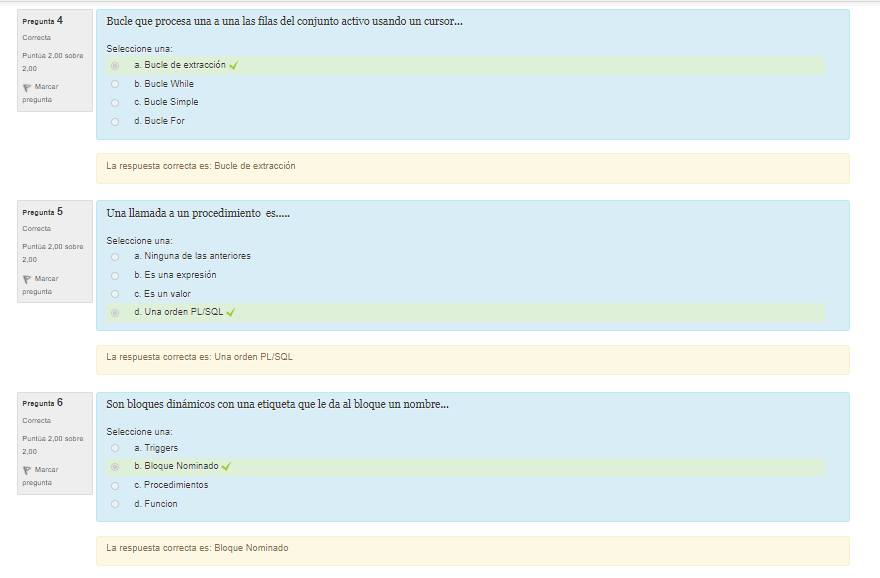 Pregunta 4
Correcta
Puntúa 2,00 sobre
2,00
Marcar
pregunta
Bucle que procesa una a una las filas del conjunto activo usando un cursor...
Seleccione una:
a. Bucle de extracción
b. Bucle While
c. Bucle Simple
d. Bucle For
La respuesta correcta es: Bucle de extracción
Pregunta 5
Correcta
Puntúa 2,00 sobre
2,00
Marcar
pregunta
Una llamada a un procedimiento es.....
Seleccione una:
a. Ninguna de las anteriores
b. Es una expresión
c. Es un valor
d. Una orden PL/SQL
La respuesta correcta es: Una orden PL/SQL
Pregunta 6
Correcta
Puntúa 2,00 sobre
2,00
Marcar
pregunta
Son bloques dinámicos con una etiqueta que le da al bloque un nombre...
Seleccione una:
a. Triggers
b. Bloque Nominado
c. Procedimientos
d. Funcion
La respuesta correcta es: Bloque Nominado